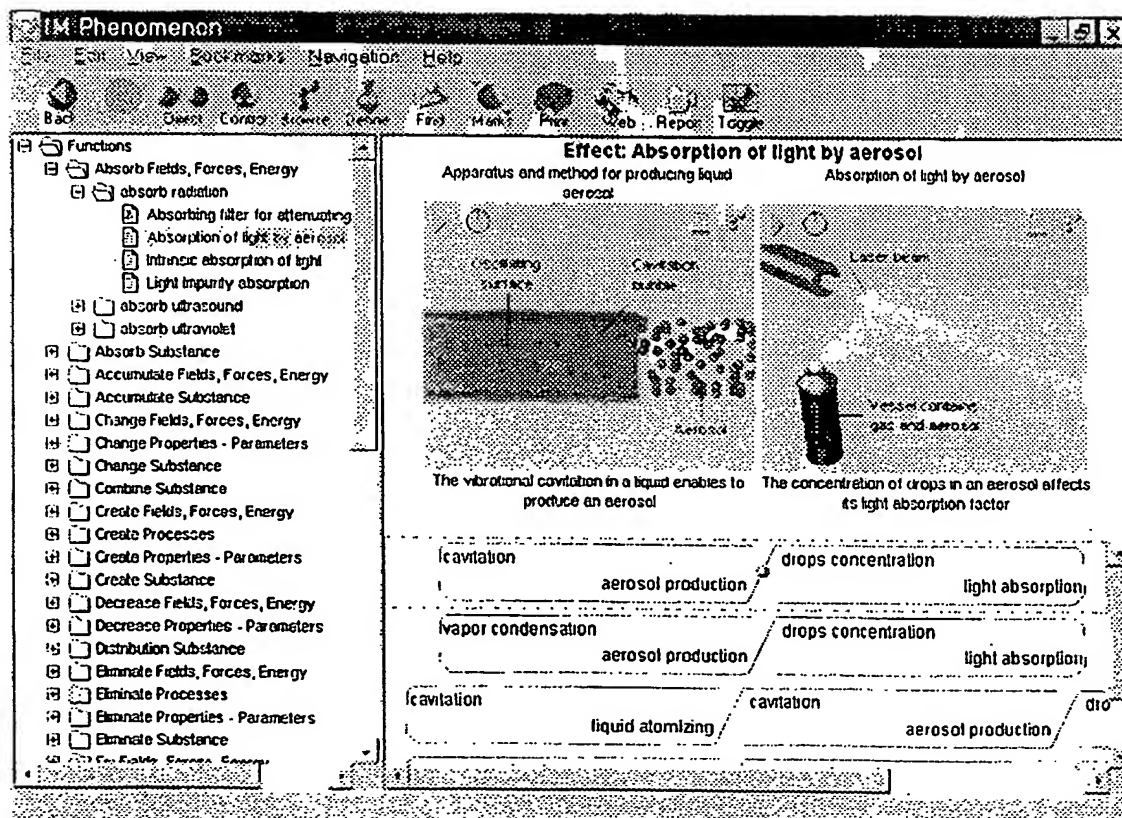 IM Phenomenon
File Edit View Bookmarks Navigation Help
Back Direct Control Browse Define Find Marks Print Web Report Toggle
Functions
Absorb Fields, Forces, Energy
absorb radiation
Absorbing filter for attenuating
Absorption of light by aerosol
Intrinsic absorption of light
Light Impurity absorption
absorb ultrasound
absorb ultraviolet
Absorb Substance
Accumulate Fields, Forces, Energy
Accumulate Substance
Change Fields, Forces, Energy
Change Properties - Parameters
Change Substance
Combine Substance
Create Fields, Forces, Energy
Create Processes
Create Properties - Parameters
Create Substance
Decrease Fields, Forces, Energy
Decrease Properties - Parameters
Distribution Substance
Eliminate Fields, Forces, Energy
Eliminate Processes
Eliminate Properties - Parameters
Eliminate Substance
Fields, Forces, Energy
Effect: Absorption of light by aerosol
Apparatus and method for producing liquid
aerosol
Oscillating
surface
Cavitation
bubble
Aerosol
The vibrational cavitation in a liquid enables to
produce an aerosol
Absorption of light by aerosol
Laser beam
Vessel contains
gas and aerosol
The concentration of drops in an aerosol affects
its light absorption factor
cavitation
aerosol production
drops concentration
light absorption
vapor condensation
aerosol production
drops concentration
light absorption
cavitation
liquid atomizing
cavitation
aerosol production
dro